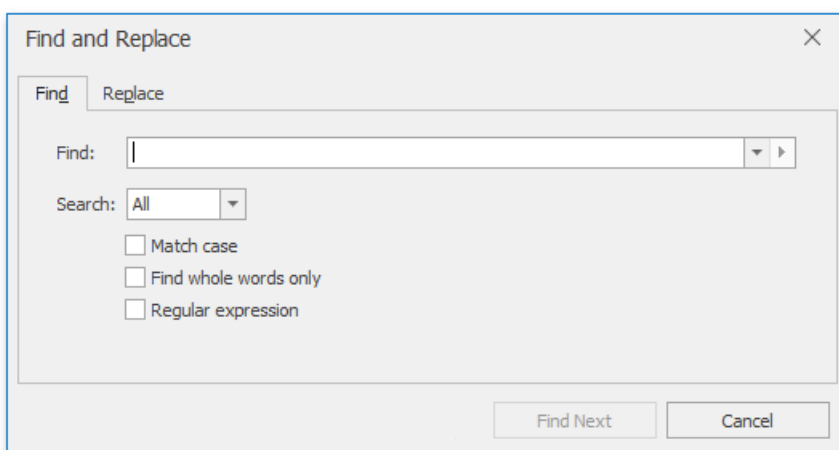 Find and Replace
Find Replace
Find:
Search: All
Match case
Find whole words only
Regular expression
Find Next Cancel